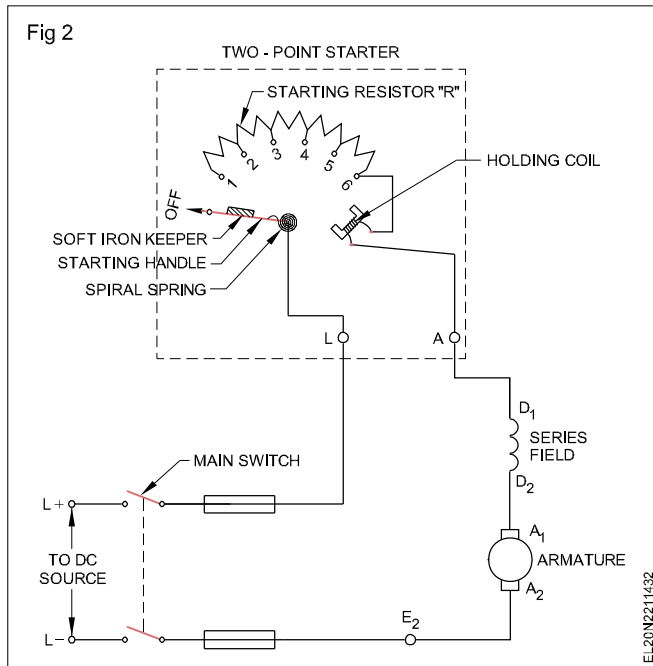 Fig 2
TWO - POINT STARTER
STARTING RESISTOR "R"
1
2
3
4
5
6
HOLDING COIL
OFF
SOFT IRON KEEPER
STARTING HANDLE
SPIRAL SPRING
L
A
D1
SERIES
FIELD
D2
MAIN SWITCH
L+
TO DC
SOURCE
L-
A1
ARMATURE
A2
E2
EL20N2211432